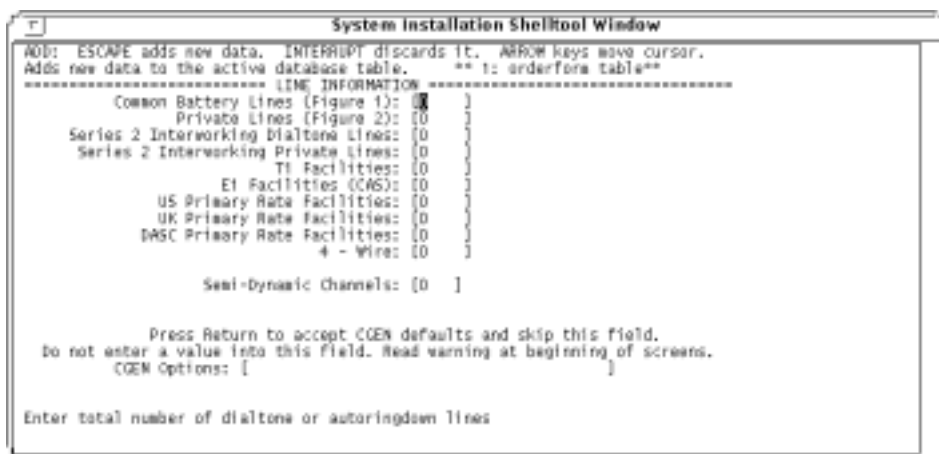 System Installation Shelltool Window
ADD: ESCAPE adds new data. INTERRUPT discards it. ARROW keys move cursor.
Adds new data to the active database table. ** 1: orderform table**
--------------------------- LINE INFORMATION ----------------------------------
Common Battery Lines (Figure 1): [0 ]
Private Lines (Figure 2): [0 ]
Series 2 Interworking Dialtone Lines: [0 ]
Series 2 Interworking Private Lines: [0 ]
T1 Facilities: [0 ]
E1 Facilities (CAS): [0 ]
US Primary Rate Facilities: [0 ]
UK Primary Rate Facilities: [0 ]
DASC Primary Rate Facilities: [0 ]
4 - Wire: [0 ]
Semi-Dynamic Channels: [0 ]
Press Return to accept CGEN defaults and skip this field.
Do not enter a value into this field. Read warning at beginning of screens.
CGEN Options: [ ]
Enter total number of dialtone or autoringdown lines